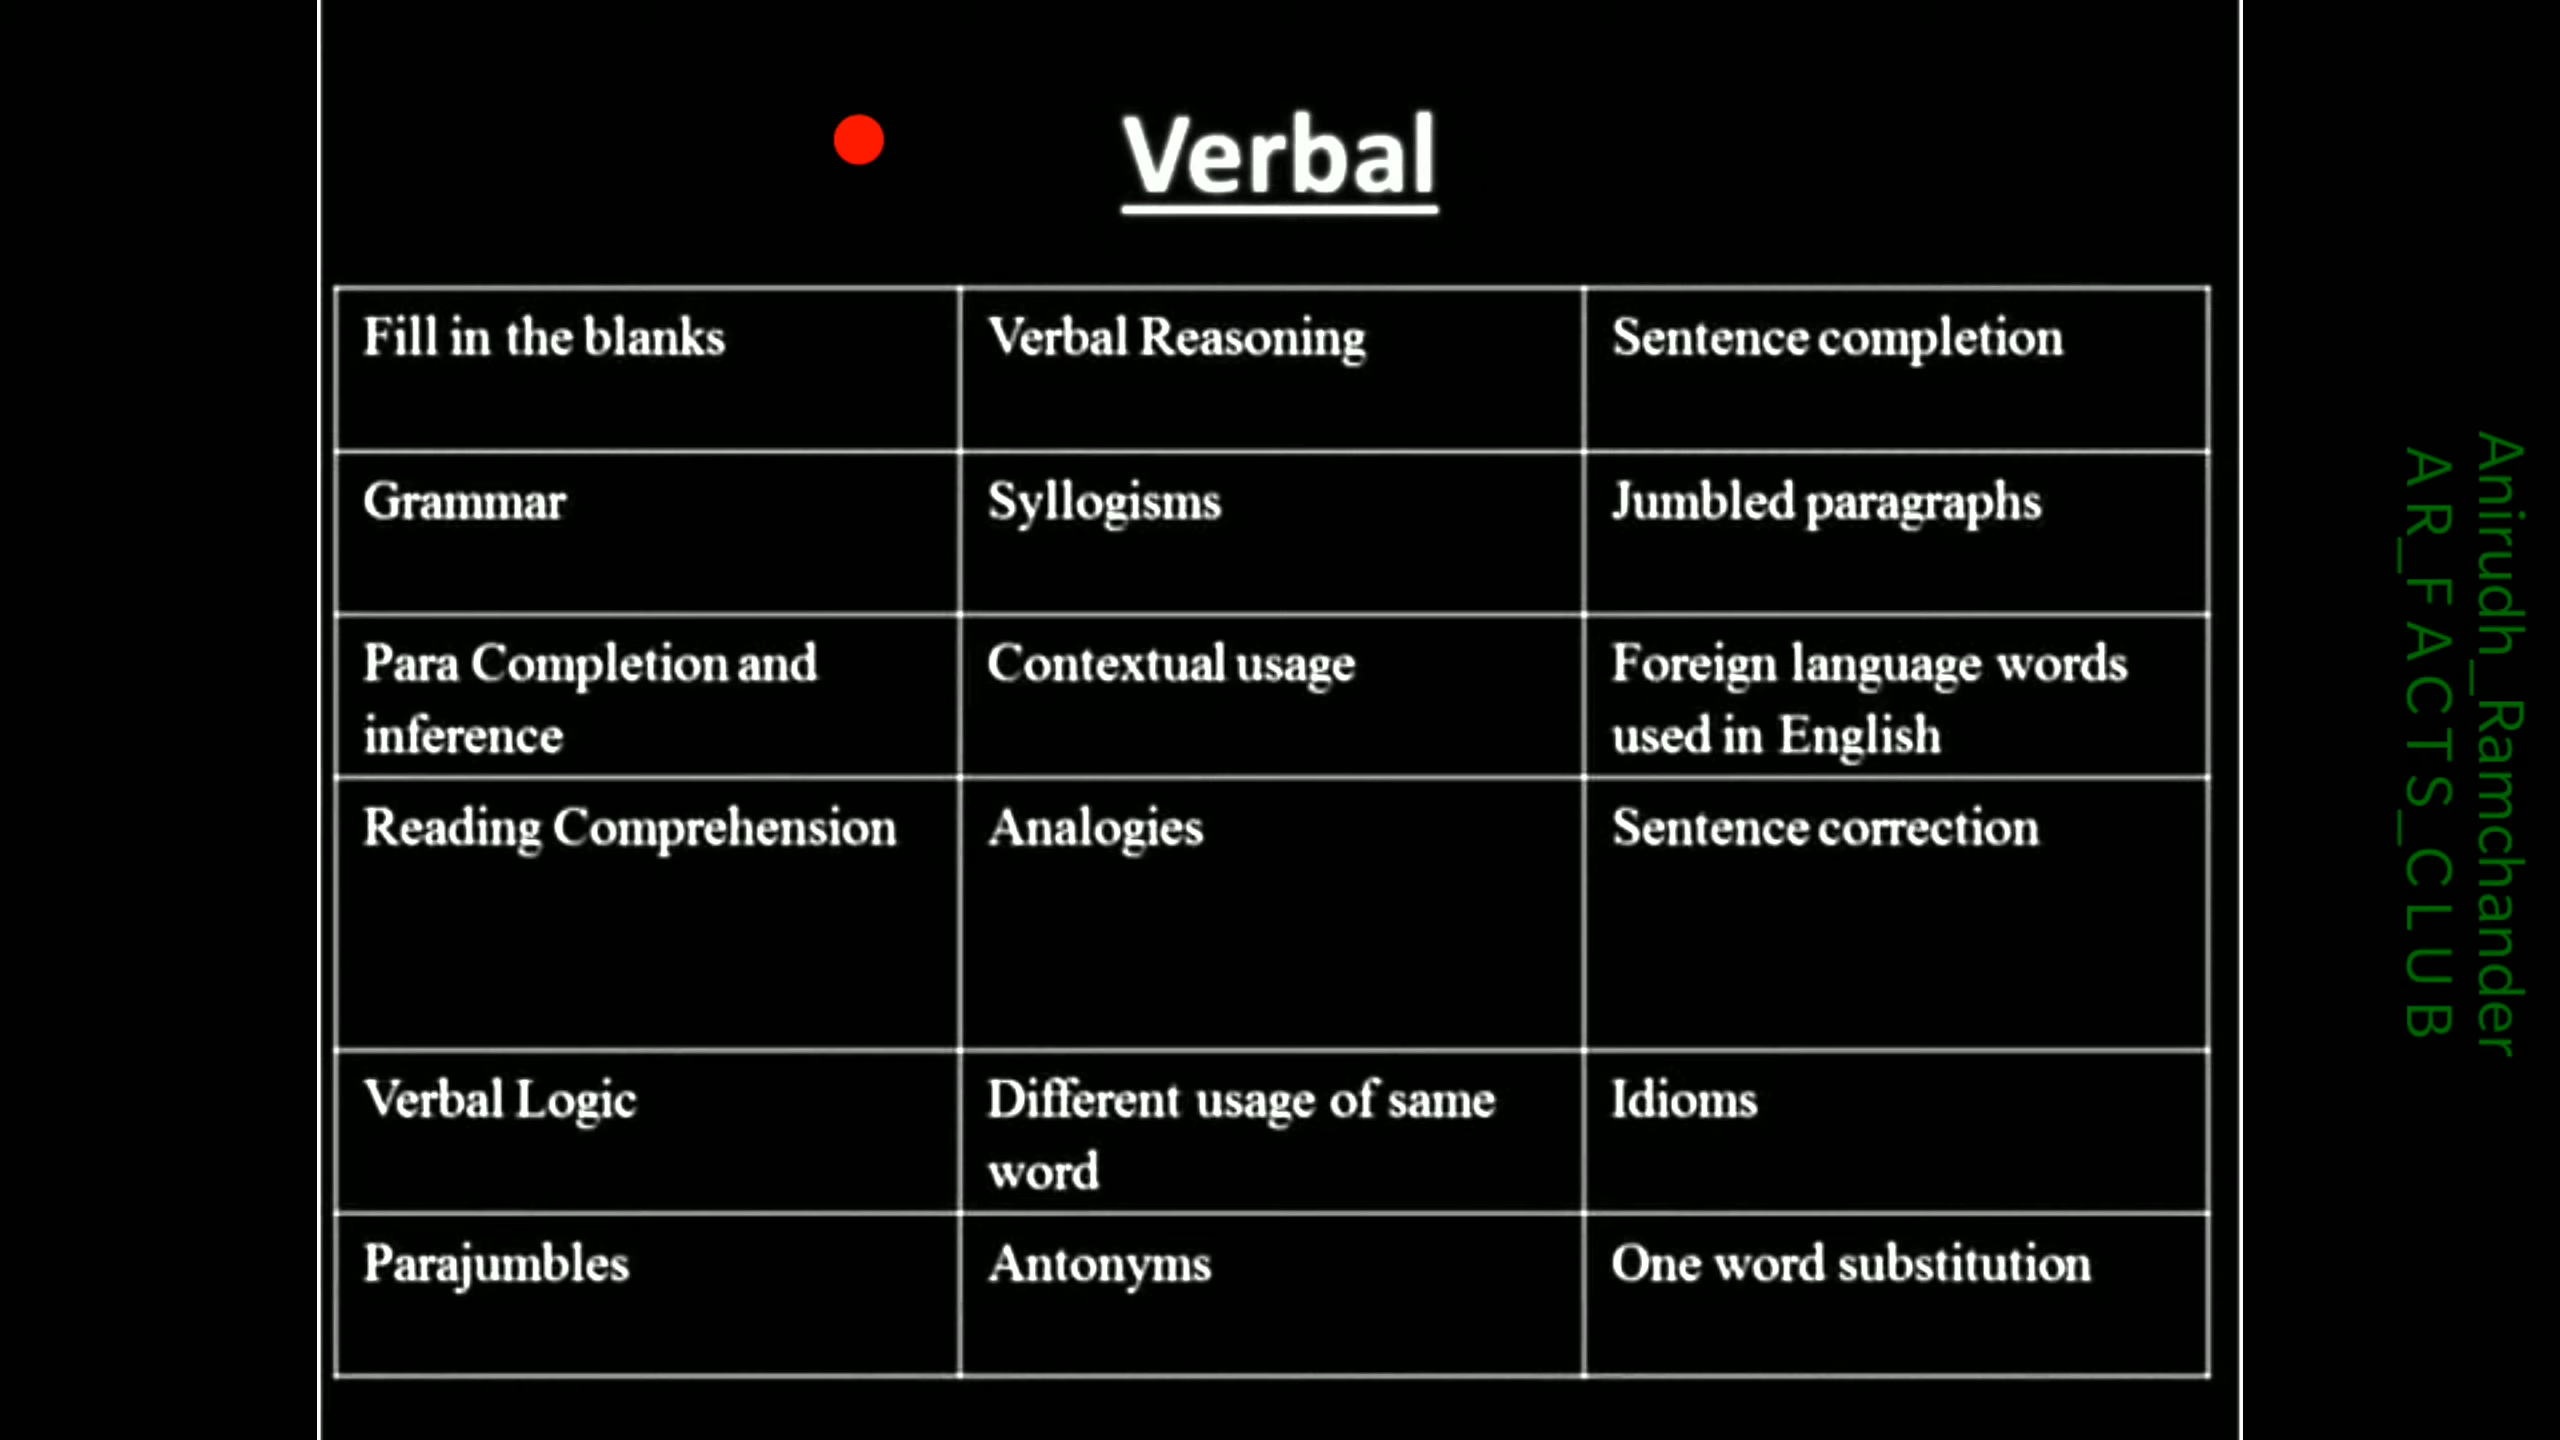 Verbal
Fill in the blanks
Verbal Reasoning
Sentence completion
Grammar
Syllogisms
Jumbled paragraphs
Para Completion and
inference
Contextual usage
Foreign language words
used in English
Reading Comprehension
Analogies
Sentence correction
Verbal Logic
Different usage of same
word
Idioms
Parajumbles
Antonyms
One word substitution
Anirudh_Ramchander
AR_FACTS_CLUB